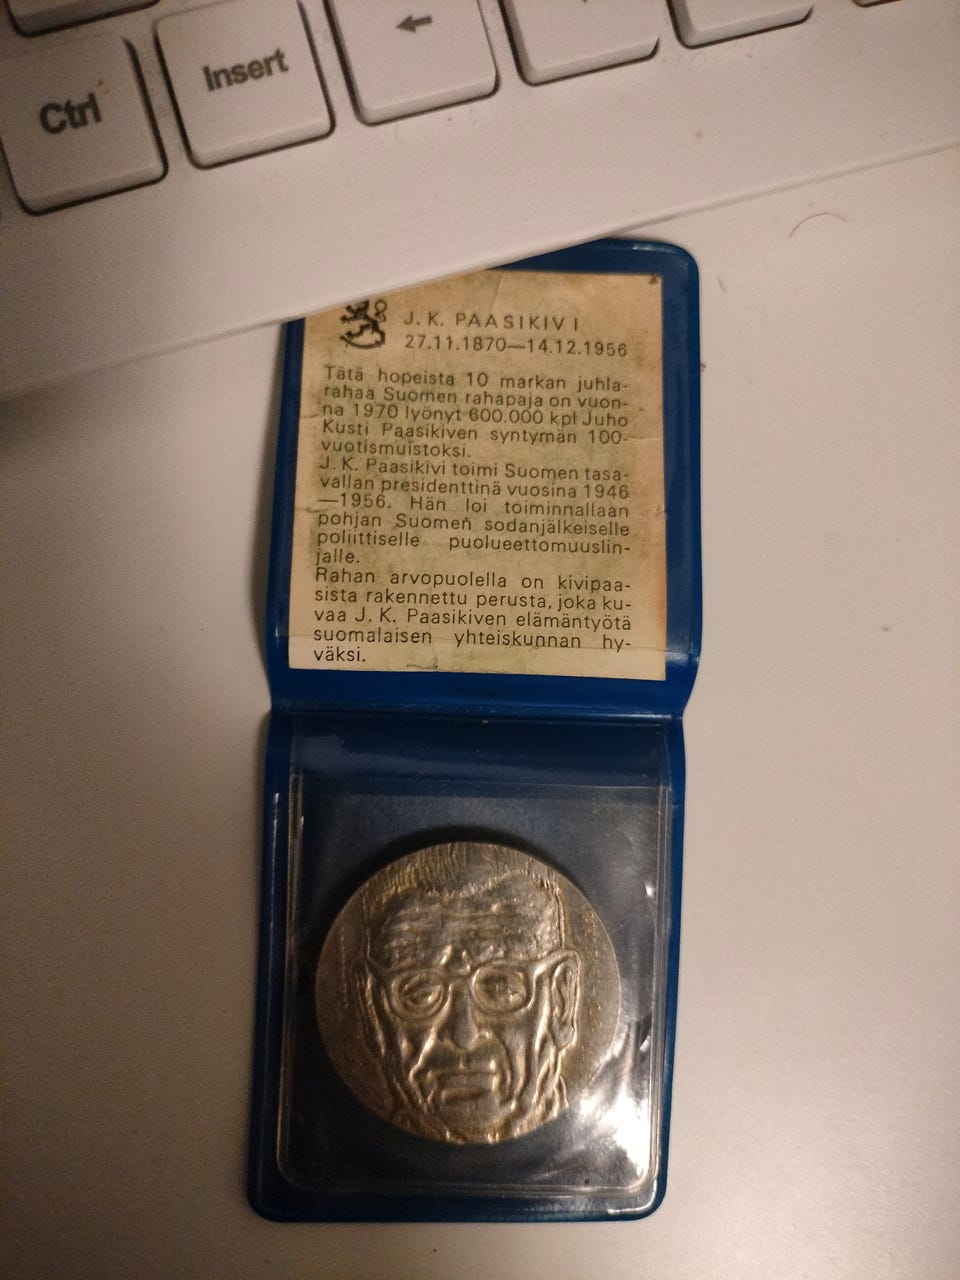 Ctrl
Insert
←
J. K. PAASIKIVI
27.11.1870—14.12.1956
Tätä hopeista 10 markan juhla-
rahaa Suomen rahapaja on vuon-
na 1970 lyönyt 600.000 kpl Juho
Kusti Paasikiven syntymän 100-
vuotismuistoksi.
J. K. Paasikivi toimi Suomen tasa-
vallan presidenttinä vuosina 1946
—1956. Hän loi toiminnallaan
pohjan Suomen sodanjälkeiselle
poliittiselle puolueettomuuslin-
jalle.
Rahan arvopuolella on kivipaa-
sista rakennettu perusta, joka ku-
vaa J. K. Paasikiven elämäntyötä
suomalaisen yhteiskunnan hy-
väksi.